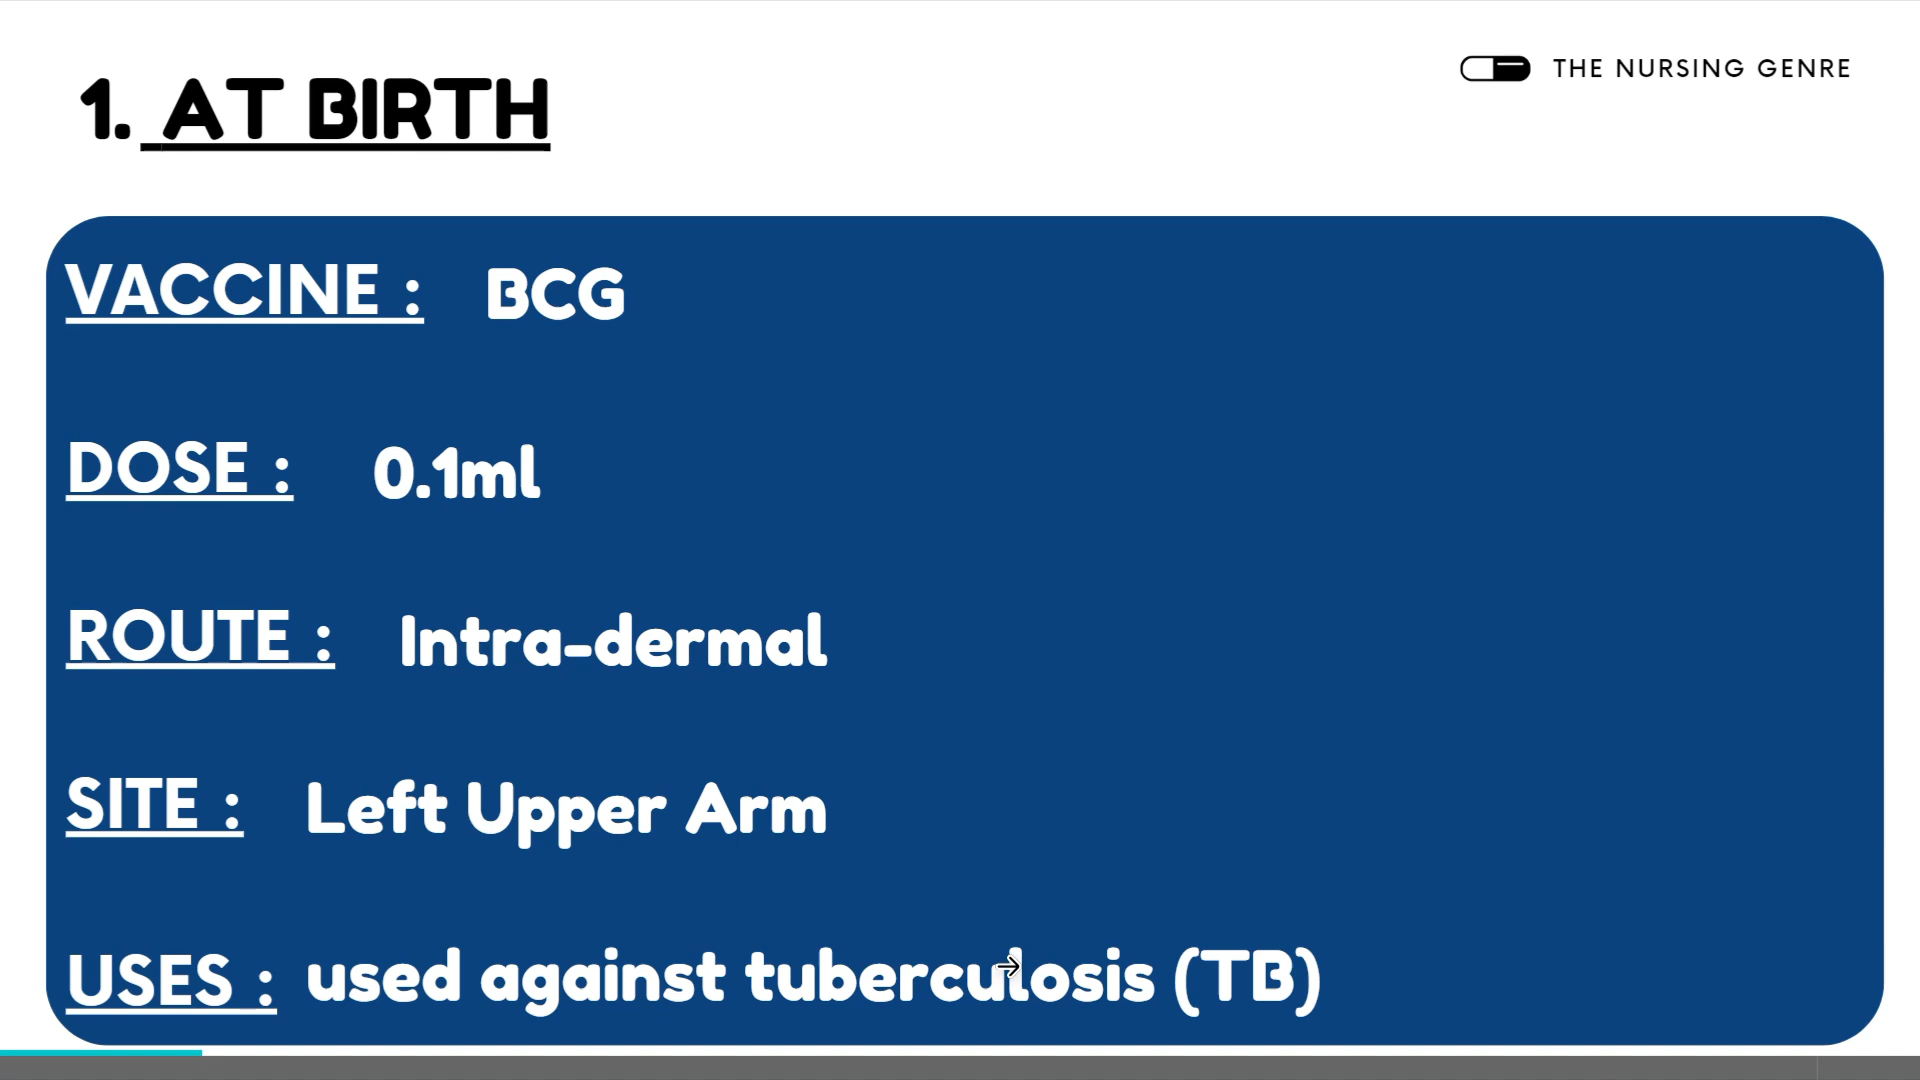 1. AT BIRTH
THE NURSING GENRE
VACCINE : BCG
DOSE : 0.1ml
ROUTE : Intra-dermal
SITE : Left Upper Arm
USES : used against tuberculosis (TB)